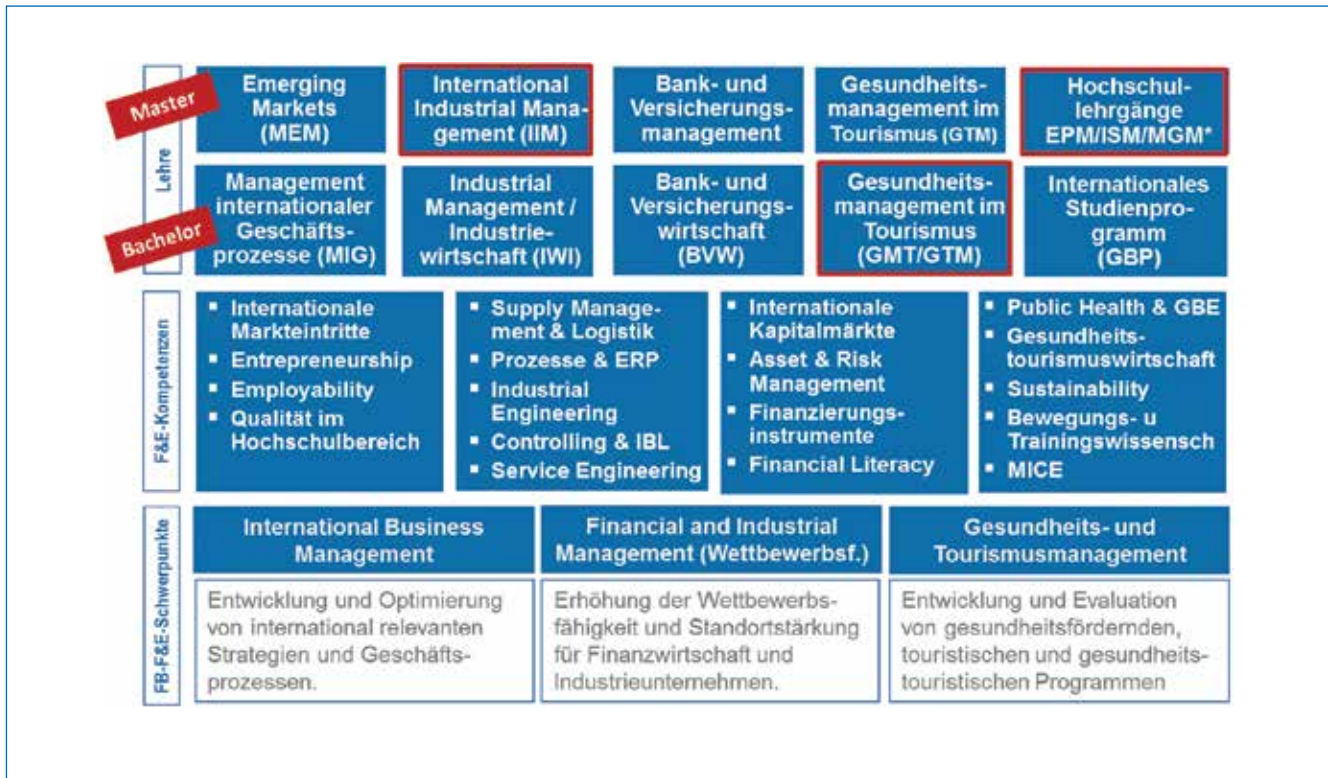 Master
Emerging
Markets
(MEM)
International
Industrial Mana-
gement (IIM)
Bank- und
Versicherungs-
management
Gesundheits-
management im
Tourismus (GTM)
Hochschul-
lehrgänge
EPM/ISM/MGM*
Lehre
Bachelor
Management
internationaler
Geschäfts-
prozesse (MIG)
Industrial
Management /
Industrie-
wirtschaft (IWI)
Bank- und
Versicherungs-
wirtschaft
(BVW)
Gesundheits-
management im
Tourismus
(GMT/GTM)
Internationales
Studienpro-
gramm
(GBP)
F&E-Kompetenzen
▪ Internationale
Markteintritte
▪ Entrepreneurship
▪ Employability
▪ Qualität im
Hochschulbereich
▪ Supply Manage-
ment & Logistik
▪ Prozesse & ERP
▪ Industrial
Engineering
▪ Controlling & IBL
▪ Service Engineering
▪ Internationale
Kapitalmärkte
▪ Asset & Risk
Management
▪ Finanzierungs-
instrumente
▪ Financial Literacy
▪ Public Health & GBE
▪ Gesundheits-
tourismuswirtschaft
▪ Sustainability
▪ Bewegungs- u
Trainingswissensch
▪ MICE
FB-F&E-Schwerpunkte
International Business
Management
Entwicklung und Optimierung
von international relevanten
Strategien und Geschäfts-
prozessen.
Financial and Industrial
Management (Wettbewerbsf.)
Erhöhung der Wettbewerbs-
fähigkeit und Standortstärkung
für Finanzwirtschaft und
Industrieunternehmen.
Gesundheits- und
Tourismusmanagement
Entwicklung und Evaluation
von gesundheitsfördernden,
touristischen und gesundheits-
touristischen Programmen